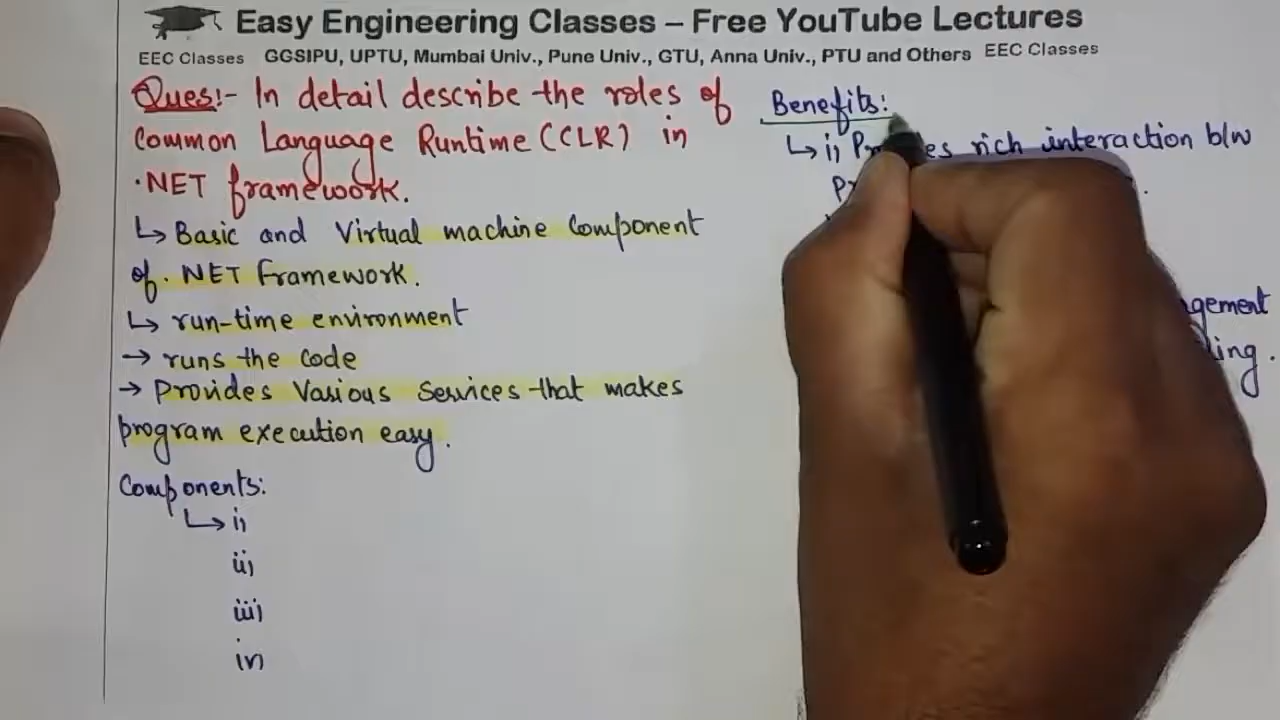 Easy Engineering Classes – Free YouTube Lectures
EEC Classes GGSIPU, UPTU, Mumbai Univ., Pune Univ., GTU, Anna Univ., PTU and Others EEC Classes
Ques:- In detail describe the roles of
Common Language Runtime (CLR) in
.NET framework.
↳ Basic and Virtual machine Component
of .NET Framework.
↳ run-time environment
→ runs the code
→ Provides Various Services that makes
program execution easy.
Components:
↳ i)
ii)
iii)
iv)
Benefits:
↳ i) rich interaction b/w